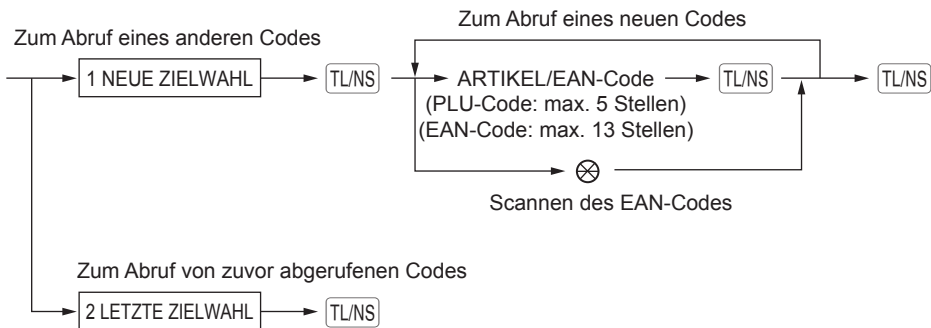 Zum Abruf eines neuen Codes
Zum Abruf eines anderen Codes
1 NEUE ZIELWAHL TL/NS ARTIKEL/EAN-Code TL/NS TL/NS
(PLU-Code: max. 5 Stellen)
(EAN-Code: max. 13 Stellen)
Scannen des EAN-Codes
Zum Abruf von zuvor abgerufenen Codes
2 LETZTE ZIELWAHL TL/NS